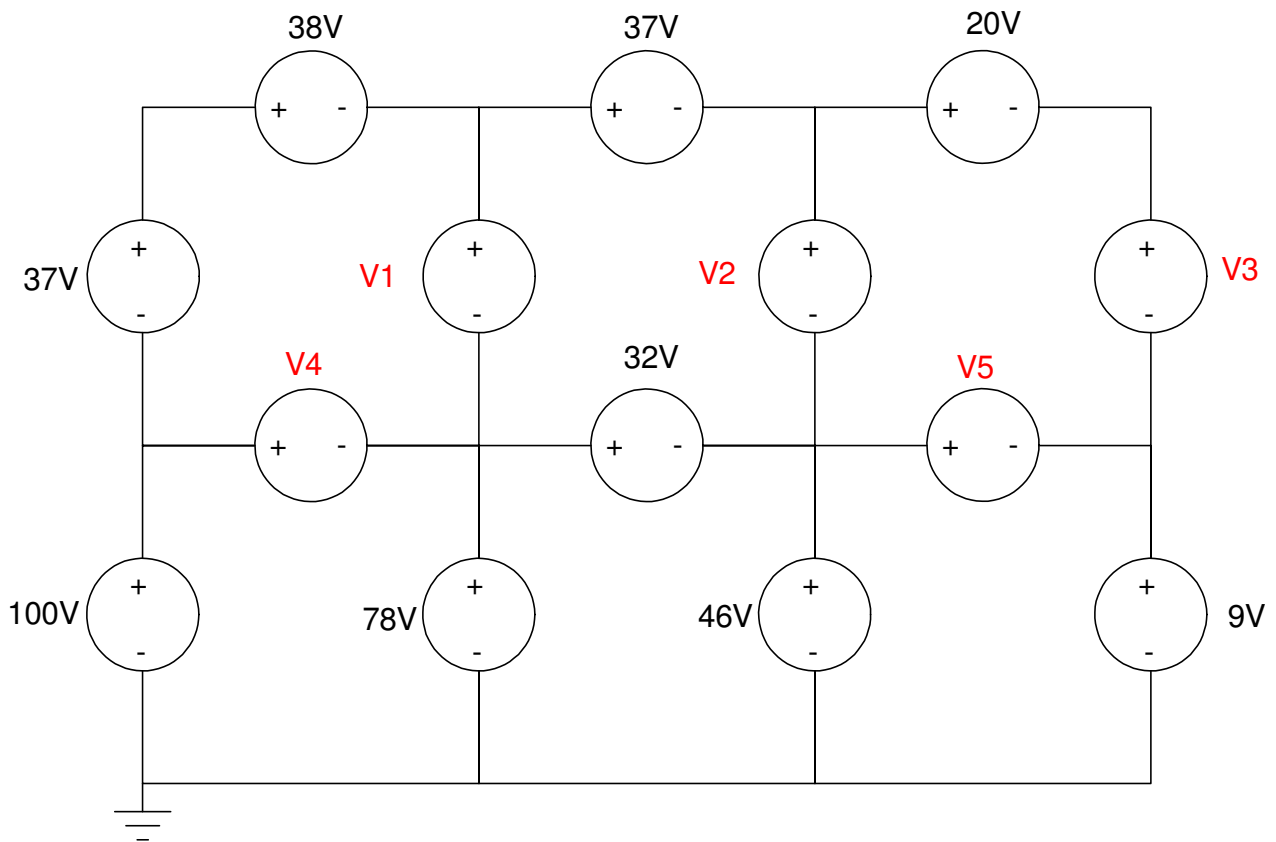 38V
37V
20V
+ -
+ -
+ -
+
+
+
37V
V1
V2
V3
-
-
-
V4
32V
V5
+ -
+ -
+ -
+
+
+
+
100V
78V
46V
9V
-
-
-
-